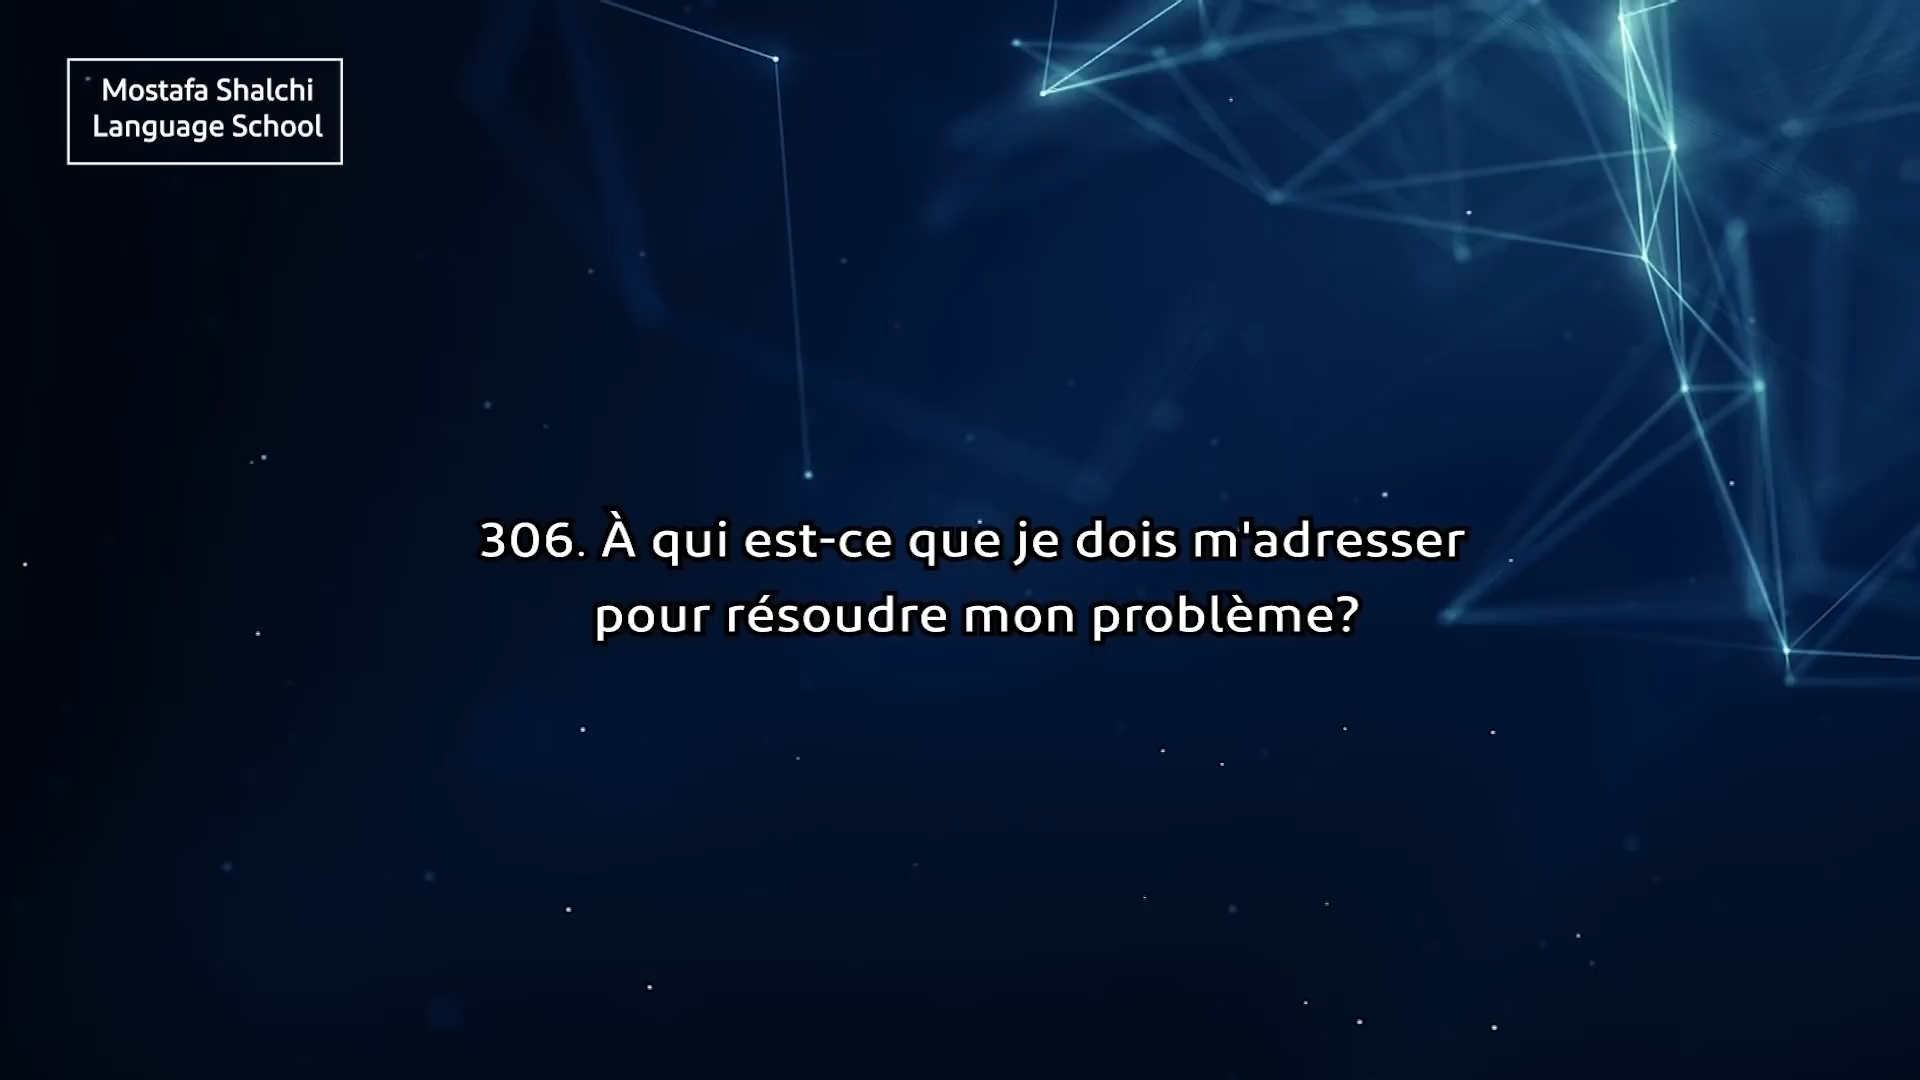 Mostafa Shalchi
Language School
306. À qui est-ce que je dois m'adresser
pour résoudre mon problème?